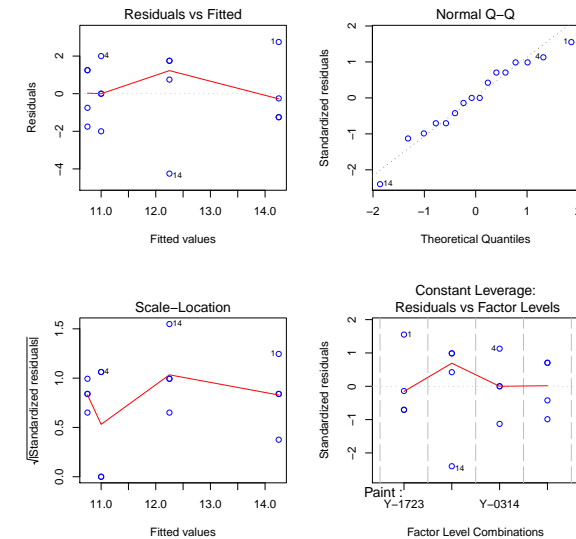 Residuals vs Fitted
Residuals
2
0
−2
−4
11.0 12.0 13.0 14.0
Fitted values
1
4
14
Normal Q−Q
Standardized residuals
2
1
0
−1
−2
−2 −1 0 1 2
Theoretical Quantiles
1
4
14
Scale−Location
√|Standardized residuals|
1.5
1.0
0.5
0.0
11.0 12.0 13.0 14.0
Fitted values
14
1
4
Constant Leverage:
Residuals vs Factor Levels
Standardized residuals
2
1
0
−1
−2
Paint :
Y−1723 Y−0314
Factor Level Combinations
1
4
14